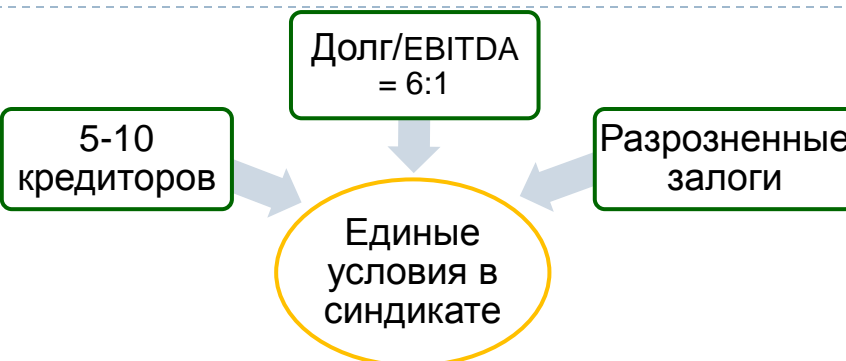 Долг/EBITDA
= 6:1
5-10
кредиторов
Разрозненные
залоги
Единые
условия в
синдикате